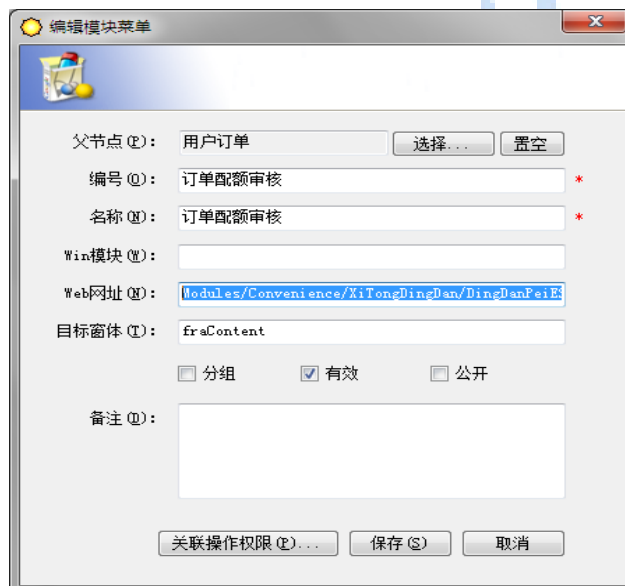 编辑模块菜单
父节点(P): 用户订单 选择... 置空
编号(O): 订单配额审核 *
名称(N): 订单配额审核 *
Win模块(W):
Web网址(N): Modules/Convenience/XiTongDingDan/DingDanPeiES
目标窗体(T): fraContent
分组 有效 公开
备注(D):
关联操作权限(P)... 保存(S) 取消